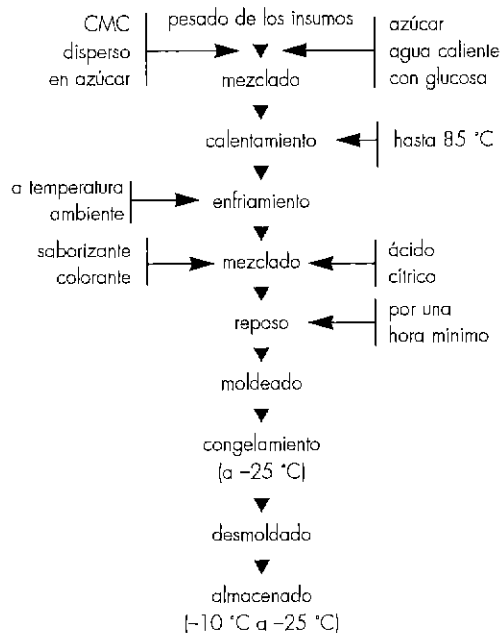 CMC
disperso
en azúcar
pesado de los insumos
azúcar
agua caliente
con glucosa
mezclado
calentamiento
hasta 85 °C
a temperatura
ambiente
enfriamiento
saborizante
colorante
mezclado
ácido
cítrico
reposo
por una
hora mínimo
moldeado
congelamiento
(a –25 °C)
desmoldado
almacenado
(–10 °C a –25 °C)